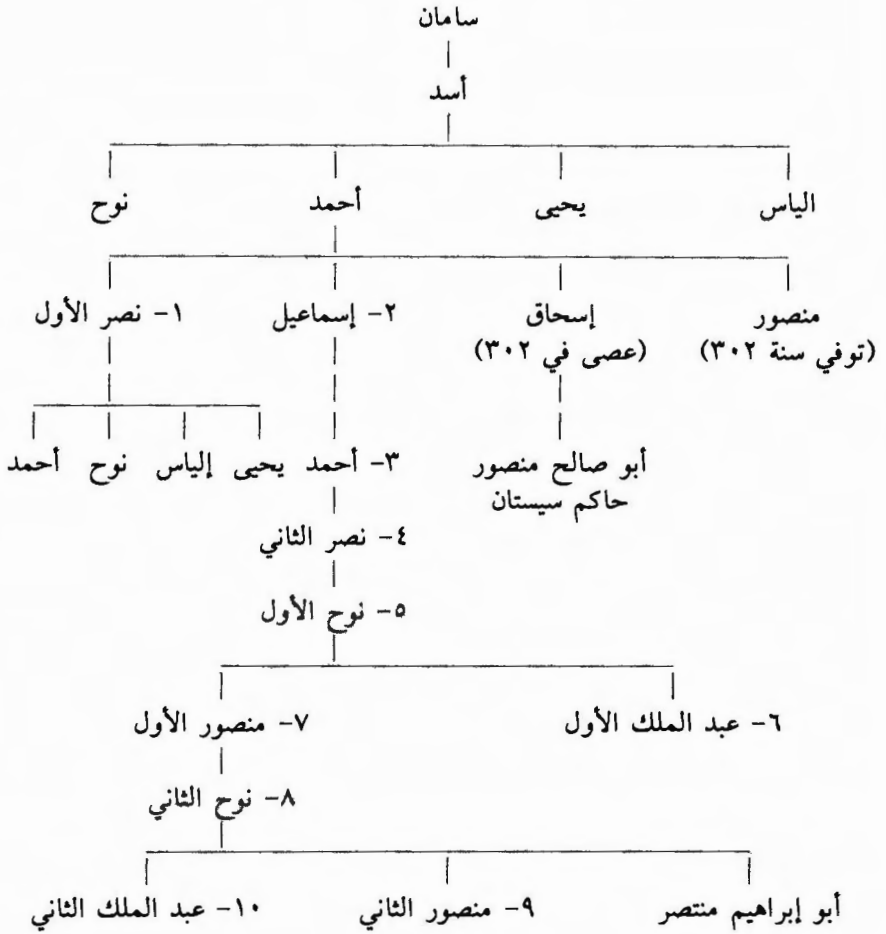 سامان
أسد
الياس يحيى أحمد نوح
منصور إسحاق ٢- إسماعيل ١- نصر الأول
(توفي سنة ٣٠٢) (عصى في ٣٠٢)
أبو صالح منصور ٣- أحمد يحيى إلياس نوح أحمد
حاكم سيستان
٤- نصر الثاني
٥- نوح الأول
٦- عبد الملك الأول ٧- منصور الأول
٨- نوح الثاني
أبو إبراهيم منتصر ٩- منصور الثاني ١٠- عبد الملك الثاني